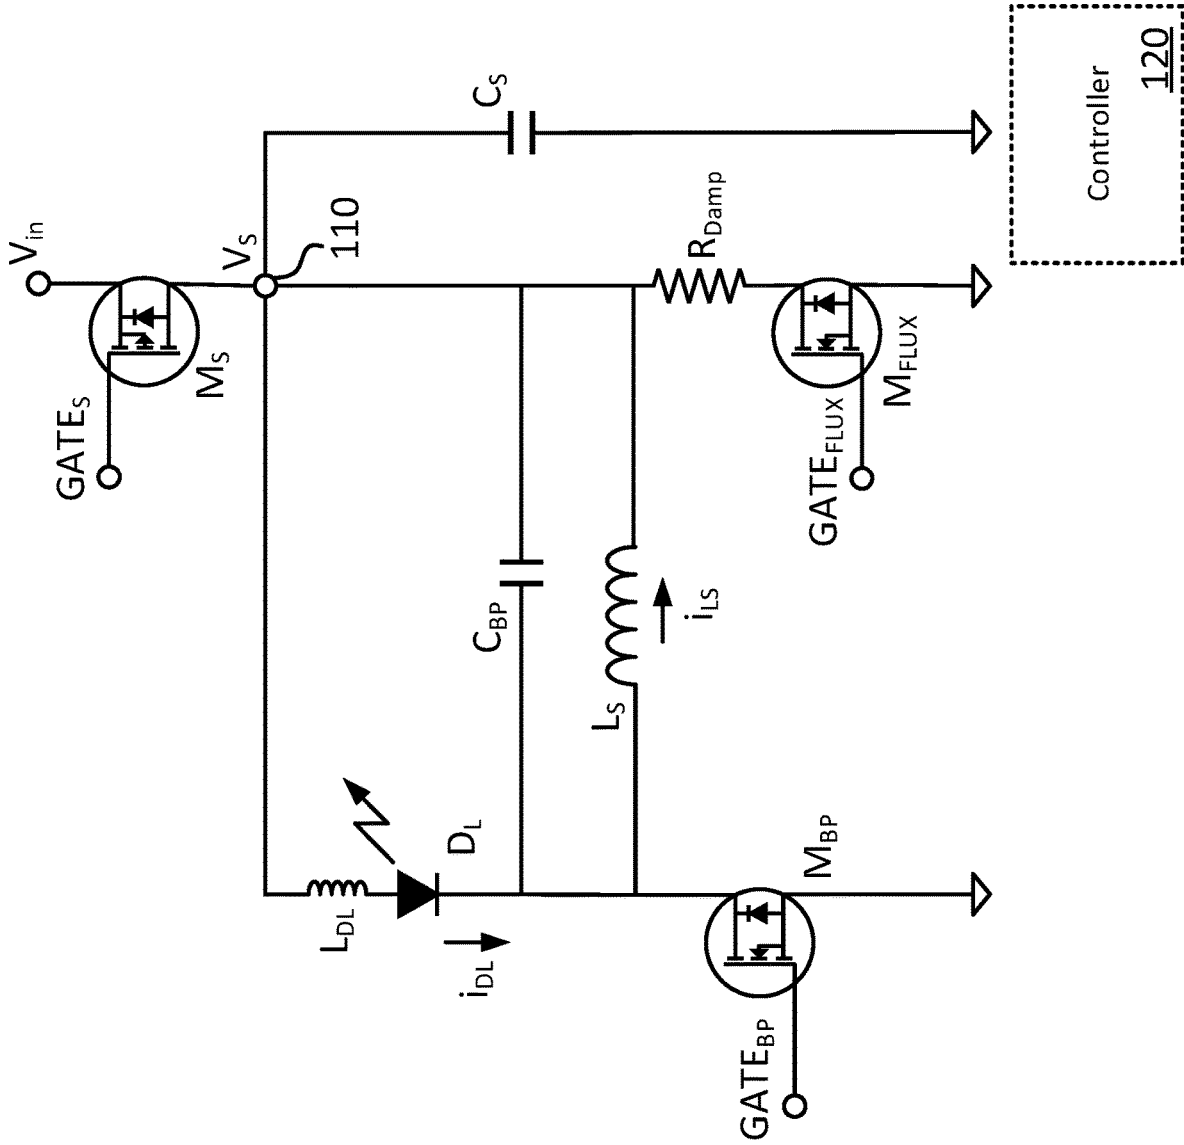 Vin
GATES
MS
VS
110
CS
CBP
LS
iLS
RDamp
GATEFLUX
MFLUX
LDL
DL
iDL
GATEBP
MBP
Controller
120